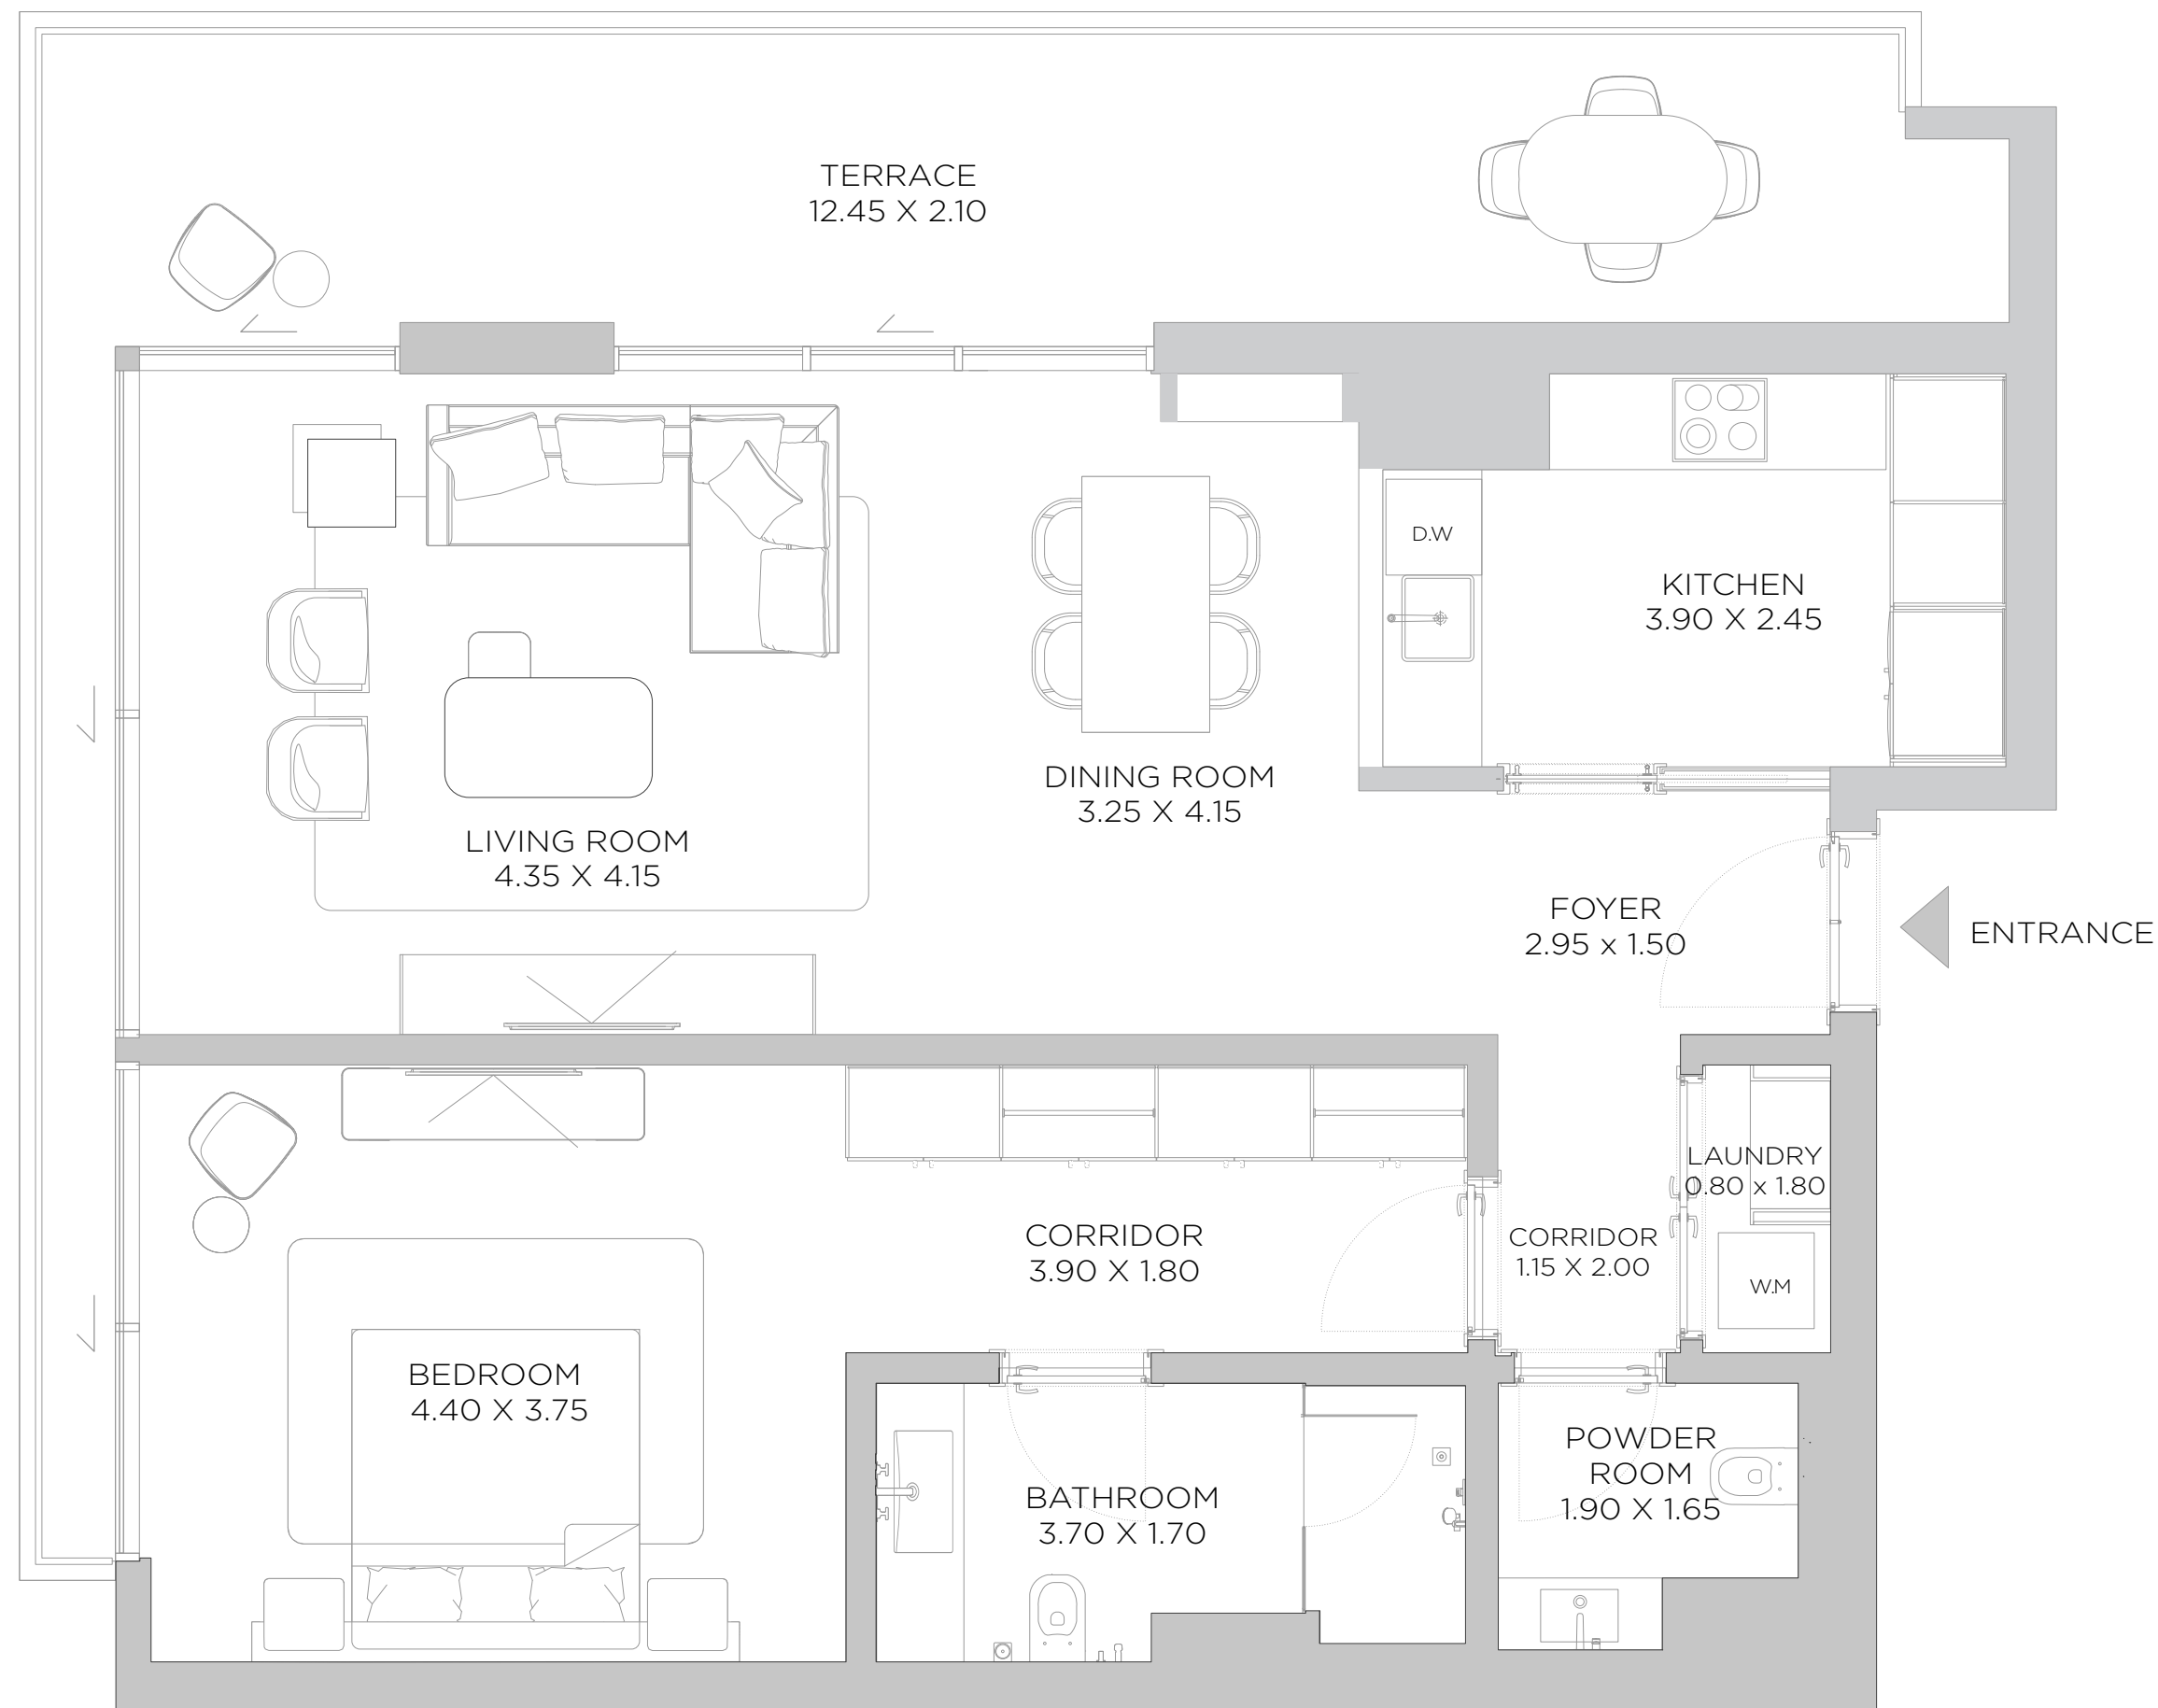 TERRACE
12.45 X 2.10
D.W
KITCHEN
3.90 X 2.45
DINING ROOM
3.25 X 4.15
LIVING ROOM
4.35 X 4.15
FOYER
2.95 x 1.50
ENTRANCE
LAUNDRY
0.80 x 1.80
CORRIDOR
3.90 X 1.80
CORRIDOR
1.15 X 2.00
W.M
BEDROOM
4.40 X 3.75
POWDER
ROOM
1.90 X 1.65
BATHROOM
3.70 X 1.70